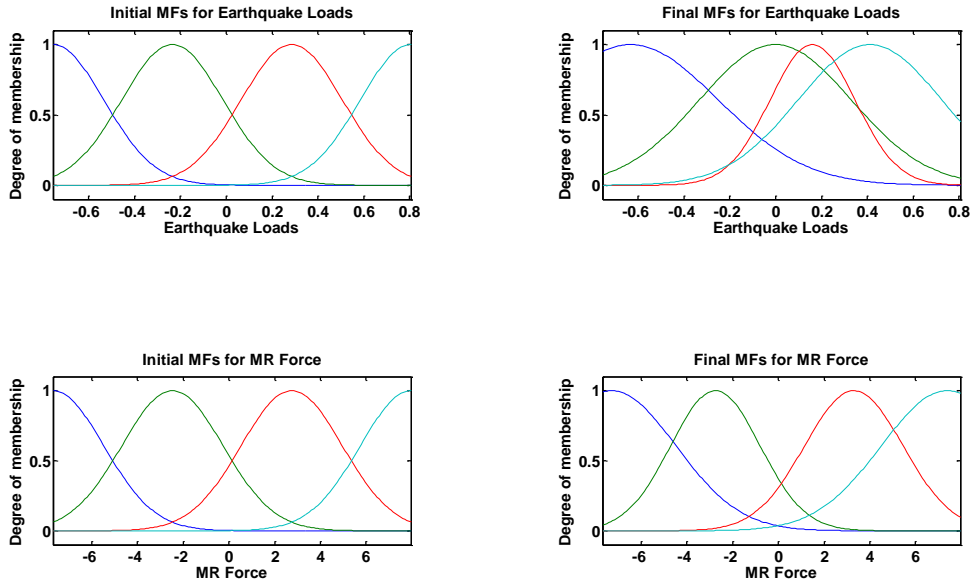 Initial MFs for Earthquake Loads
Degree of membership
1
0.5
0
-0.6 -0.4 -0.2 0 0.2 0.4 0.6 0.8
Earthquake Loads
Final MFs for Earthquake Loads
Degree of membership
1
0.5
0
-0.6 -0.4 -0.2 0 0.2 0.4 0.6 0.8
Earthquake Loads
Initial MFs for MR Force
Degree of membership
1
0.5
0
-6 -4 -2 0 2 4 6
MR Force
Final MFs for MR Force
Degree of membership
1
0.5
0
-6 -4 -2 0 2 4 6
MR Force